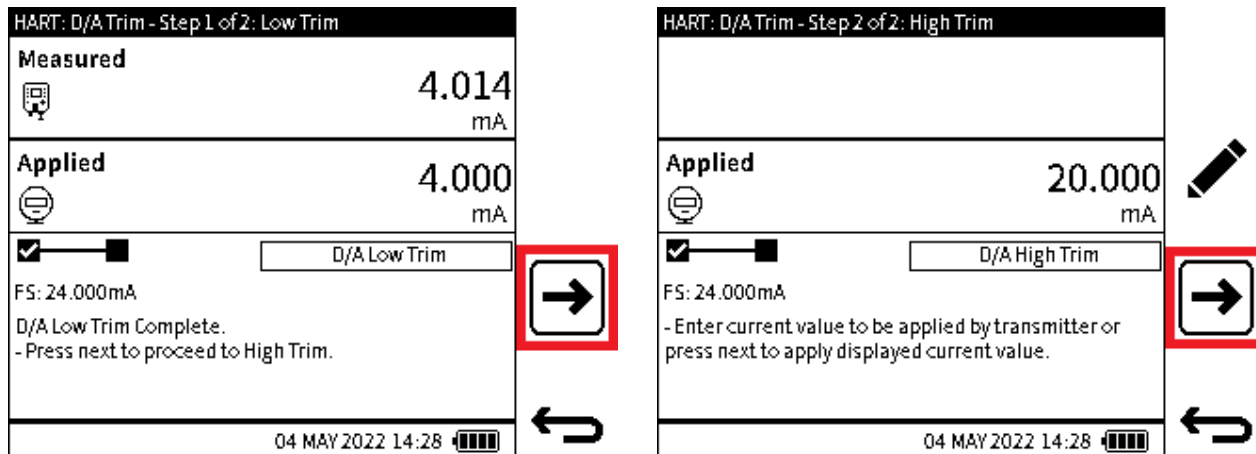 HART: D/A Trim - Step 1 of 2: Low Trim
Measured
4.014
mA
Applied
4.000
mA
D/A Low Trim
FS: 24.000mA
D/A Low Trim Complete.
- Press next to proceed to High Trim.
04 MAY 2022 14:28
HART: D/A Trim - Step 2 of 2: High Trim
Applied
20.000
mA
D/A High Trim
FS: 24.000mA
- Enter current value to be applied by transmitter or
press next to apply displayed current value.
04 MAY 2022 14:28